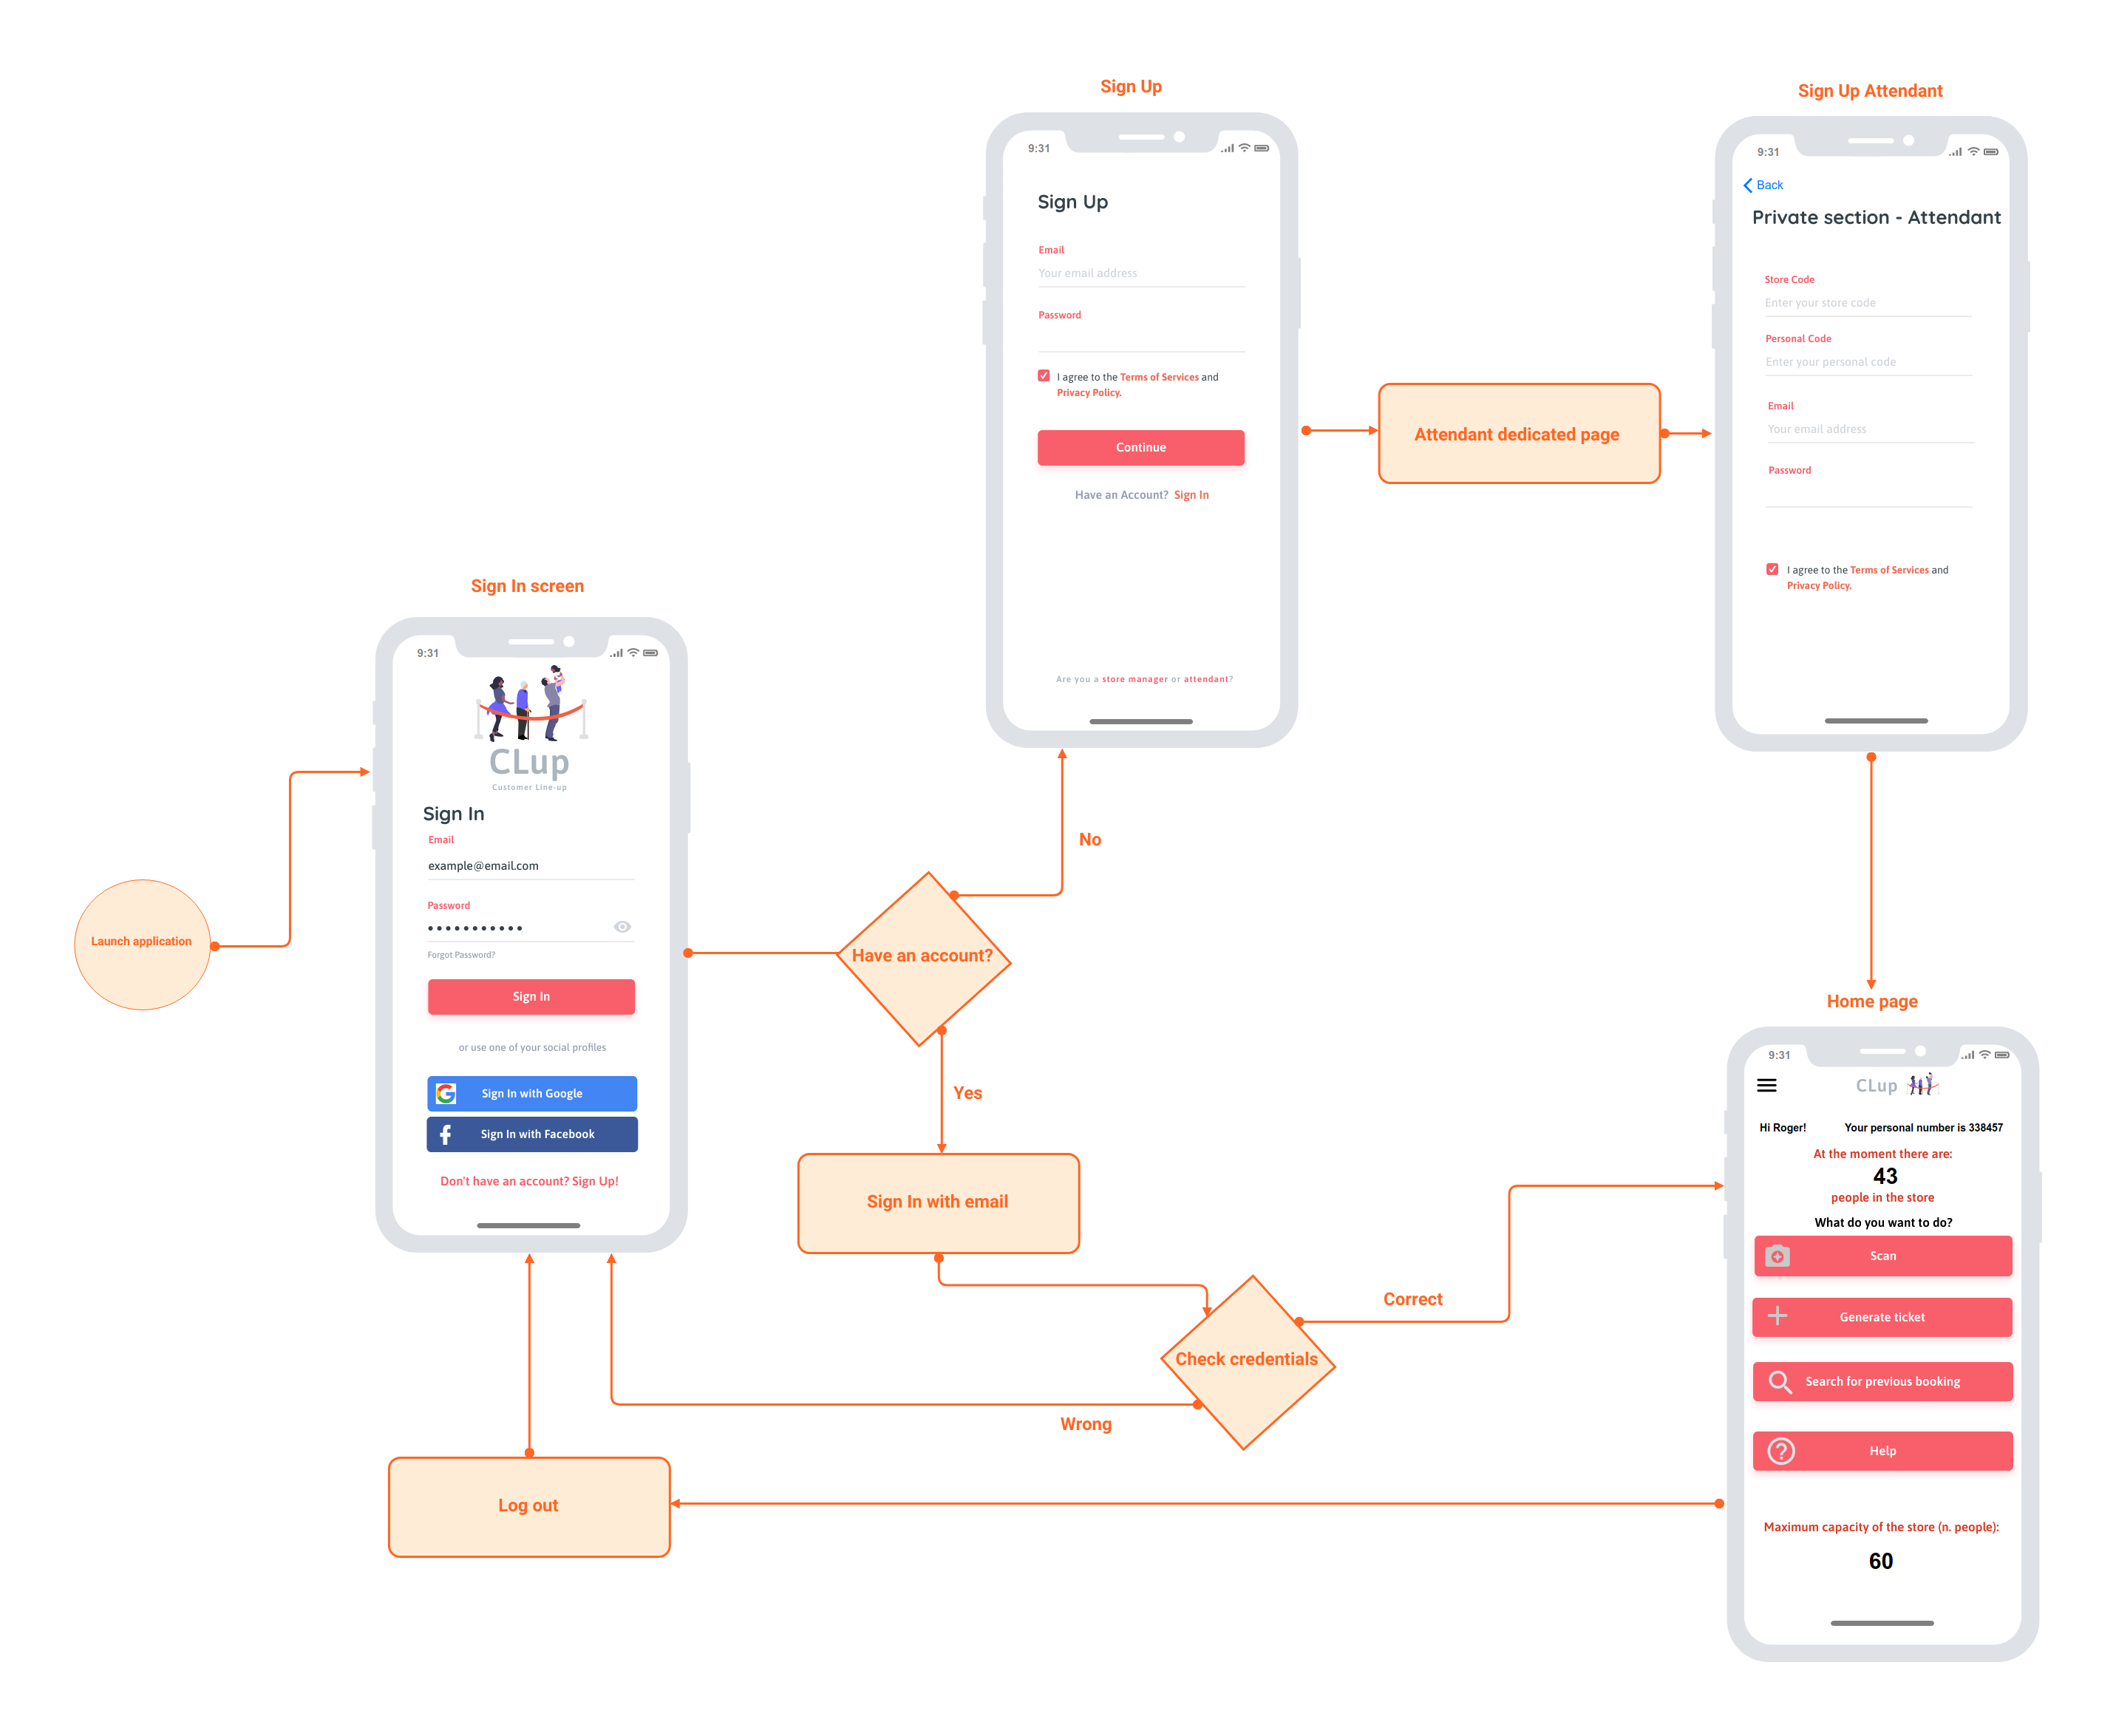 Sign Up
9:31
Sign Up
Email
Your email address
Password
I agree to the Terms of Services and
Privacy Policy.
Continue
Have an Account? Sign In
Are you a store manager or attendant?
Attendant dedicated page
Sign Up Attendant
9:31
Back
Private section - Attendant
Store Code
Enter your store code
Personal Code
Enter your personal code
Email
Your email address
Password
I agree to the Terms of Services and
Privacy Policy.
Sign In screen
9:31
CLup
Customer Line-up
Sign In
Email
example@email.com
Password
Forgot Password?
Sign In
or use one of your social profiles
Sign In with Google
Sign In with Facebook
Don't have an account? Sign Up!
Launch application
No
Have an account?
Yes
Sign In with email
Check credentials
Correct
Wrong
Log out
Home page
9:31
CLup
Hi Roger! Your personal number is 338457
At the moment there are:
43
people in the store
What do you want to do?
Scan
Generate ticket
Search for previous booking
Help
Maximum capacity of the store (n. people):
60